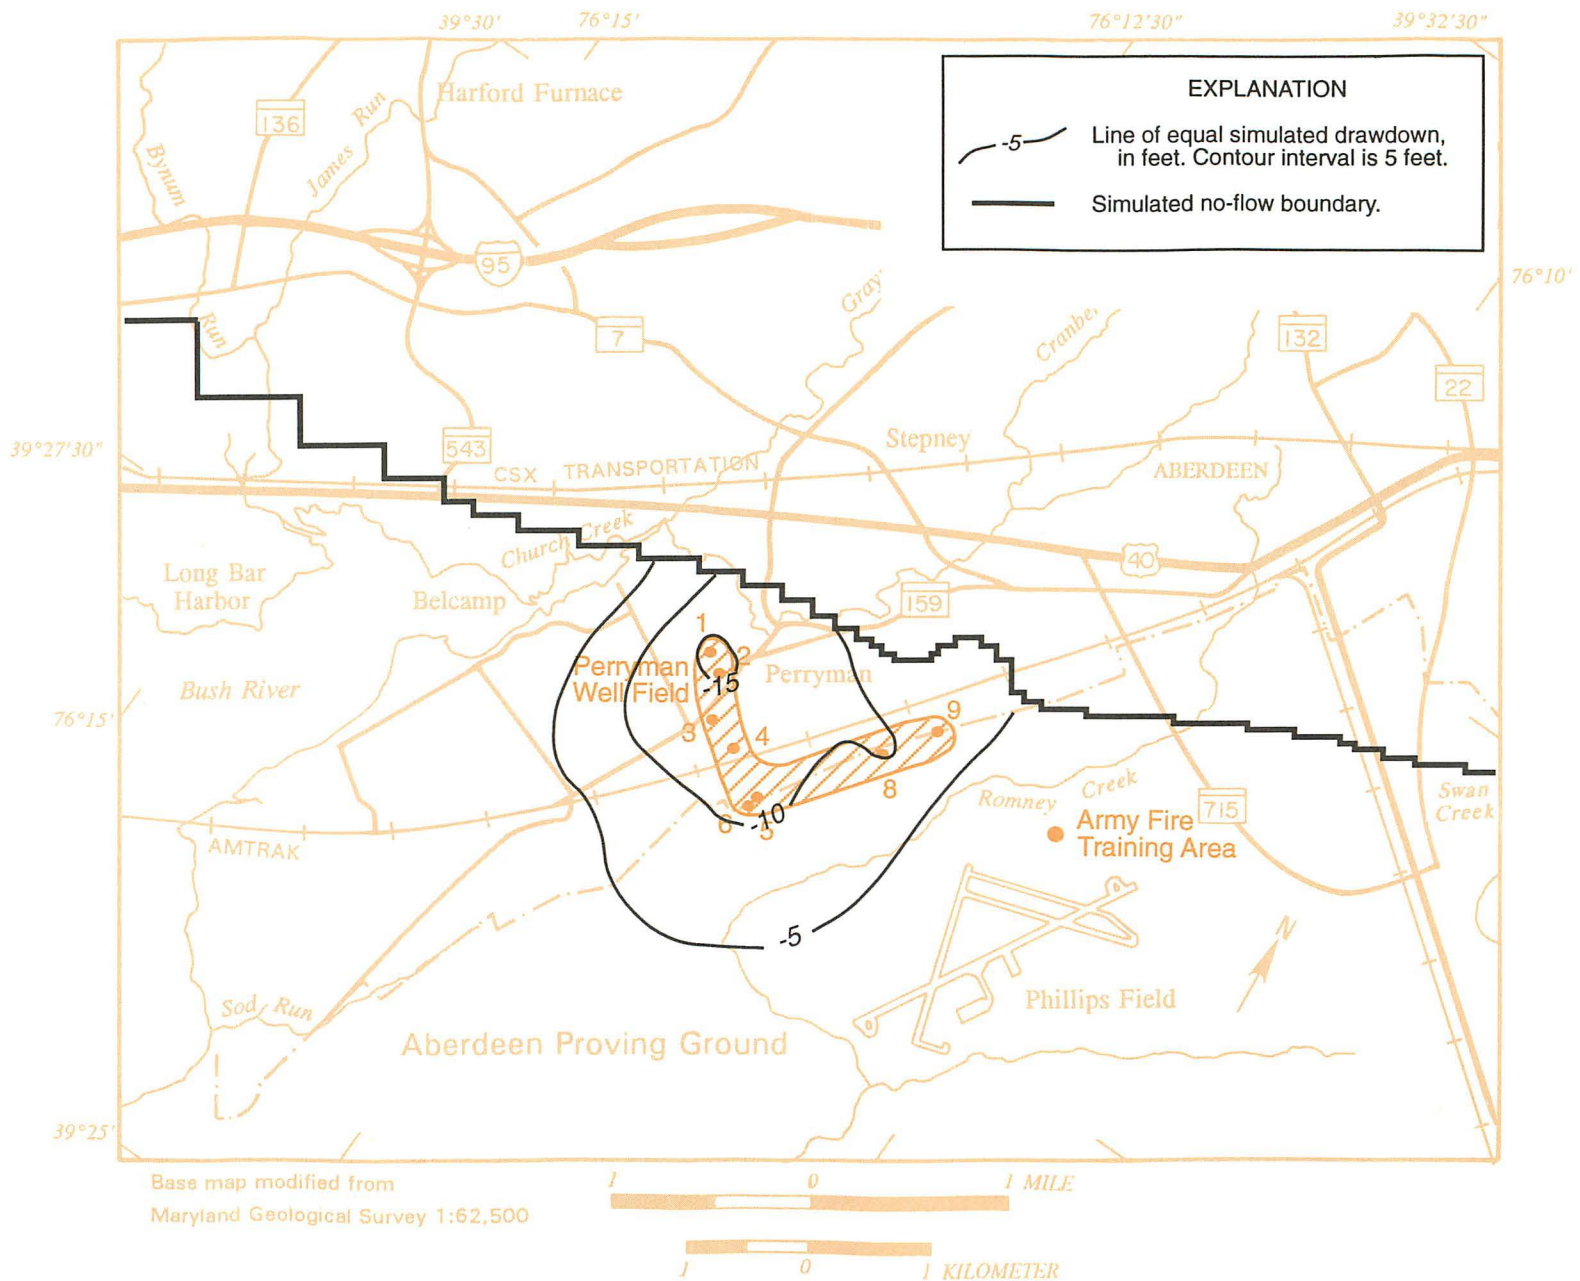 39°30'
76°15'
76°12'30"
39°32'30"
EXPLANATION
-5
Line of equal simulated drawdown,
in feet. Contour interval is 5 feet.
Simulated no-flow boundary.
Harford Furnace
136
James Run
Bynum
Run
95
76°10'
7
Gray
Cranber
132
22
39°27'30"
543
CSX TRANSPORTATION
Stepney
ABERDEEN
Church Creek
40
Long Bar
Harbor
Belcamp
159
1
2
Perryman
Well Field
-15
Perryman
Bush River
76°15'
3
4
9
8
6
5
-10
Romney Creek
715
Swan
Creek
Army Fire
Training Area
AMTRAK
-5
N
Sod Run
Phillips Field
Aberdeen Proving Ground
39°25'
Base map modified from
Maryland Geological Survey 1:62,500
1 0 1 MILE
1 0 1 KILOMETER